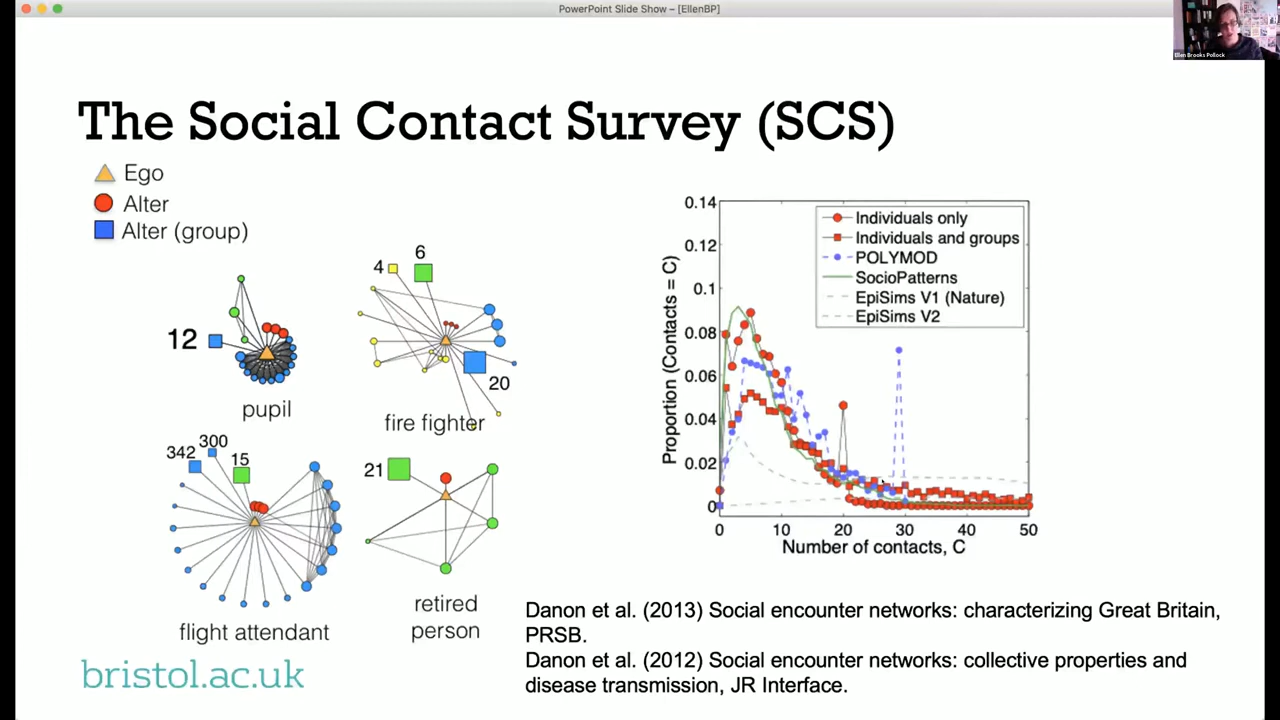 PowerPoint Slide Show – [EllenBP]
Ellen Brooks Pollock
The Social Contact Survey (SCS)
Ego
Alter
Alter (group)
12
pupil
4
6
20
fire fighter
342
300
15
flight attendant
21
retired
person
0.14
0.12
0.1
0.08
0.06
0.04
0.02
0
Proportion (Contacts = C)
Individuals only
Individuals and groups
POLYMOD
SocioPatterns
EpiSims V1 (Nature)
EpiSims V2
0 10 20 30 40 50
Number of contacts, C
Danon et al. (2013) Social encounter networks: characterizing Great Britain,
PRSB.
Danon et al. (2012) Social encounter networks: collective properties and
disease transmission, JR Interface.
bristol.ac.uk